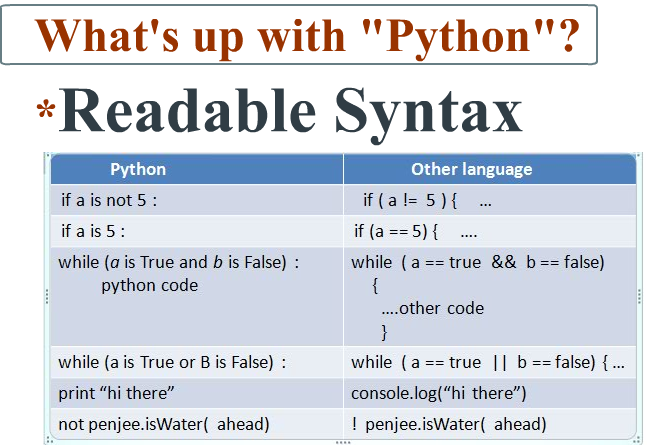 What's up with "Python"?
*Readable Syntax
Python Other language
if a is not 5 : if ( a != 5 ) { ...
if a is 5 : if (a == 5) { ....
while (a is True and b is False) : while ( a == true && b == false)
python code {
....other code
}
while (a is True or B is False) : while ( a == true || b == false) { ...
print “hi there” console.log(“hi there”)
not penjee.isWater( ahead) ! penjee.isWater( ahead)